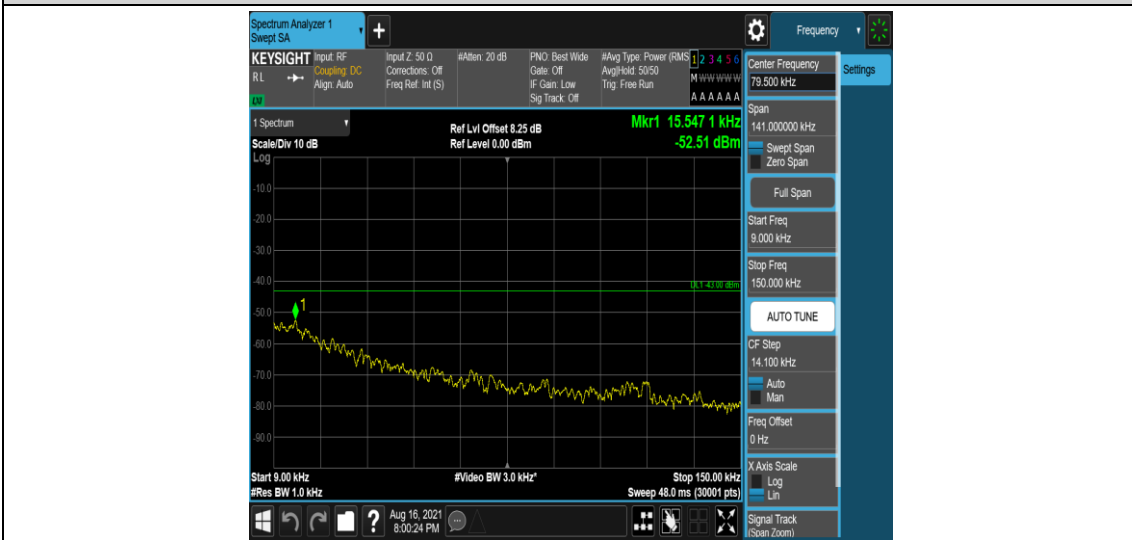 Spectrum Analyzer 1
Swept SA
+
Frequency
KEYSIGHT
RL
LXI
Input: RF
Coupling: DC
Align: Auto
Input Z: 50 Ω
Corrections: Off
Freq Ref: Int (S)
#Atten: 20 dB
PNO: Best Wide
Gate: Off
IF Gain: Low
Sig Track: Off
#Avg Type: Power (RMS
Avg|Hold: 50/50
Trig: Free Run
1 2 3 4 5 6
M W W W W W
A A A A A A
1 Spectrum
Scale/Div 10 dB
Log
Ref Lvl Offset 8.25 dB
Ref Level 0.00 dBm
Mkr1 15.547 1 kHz
-52.51 dBm
-10.0
-20.0
-30.0
-40.0
DL1 -43.00 dBm
-50.0
1
-60.0
-70.0
-80.0
-90.0
Start 9.00 kHz
#Res BW 1.0 kHz
#Video BW 3.0 kHz*
Stop 150.00 kHz
Sweep 48.0 ms (30001 pts)
?
Aug 16, 2021
8:00:24 PM
Center Frequency
79.500 kHz
Settings
Span
141.000000 kHz
Swept Span
Zero Span
Full Span
Start Freq
9.000 kHz
Stop Freq
150.000 kHz
AUTO TUNE
CF Step
14.100 kHz
Auto
Man
Freq Offset
0 Hz
X Axis Scale
Log
Lin
Signal Track
(Span Zoom)